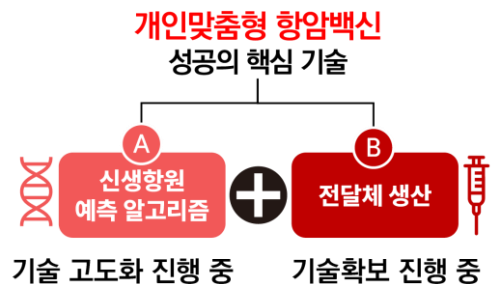 개인맞춤형 항암백신
성공의 핵심 기술
A
신생항원
예측 알고리즘
기술 고도화 진행 중
B
전달체 생산
기술확보 진행 중